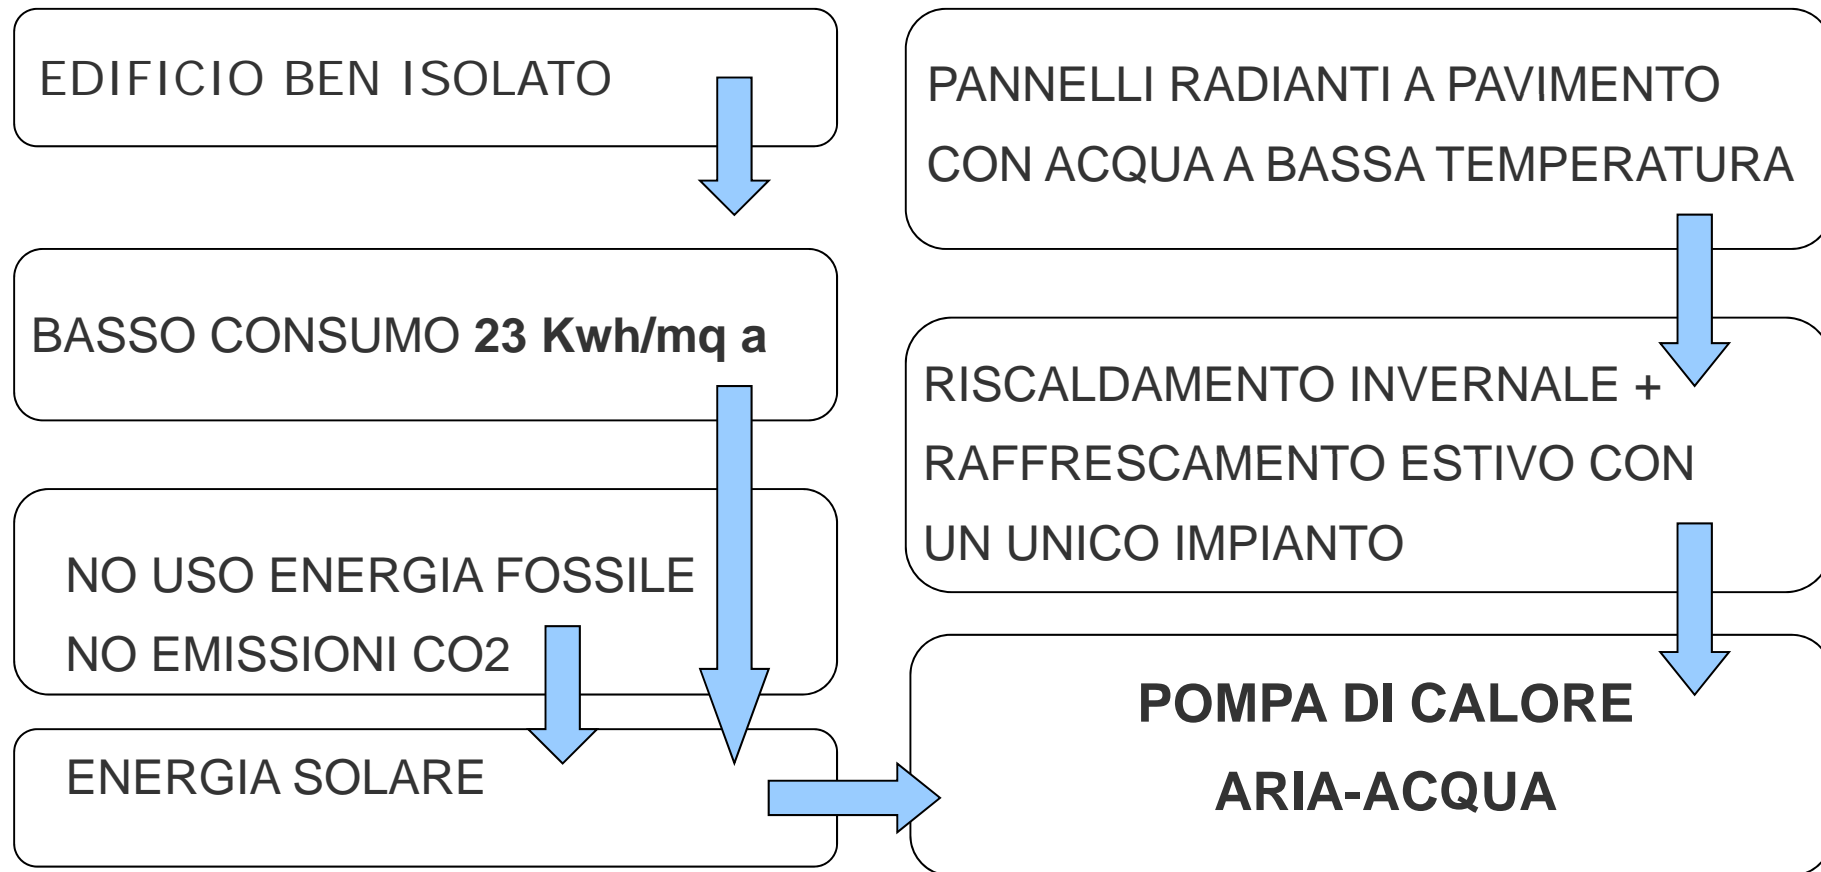 EDIFICIO BEN ISOLATO
BASSO CONSUMO 23 Kwh/mq a
NO USO ENERGIA FOSSILE
NO EMISSIONI CO2
ENERGIA SOLARE
PANNELLI RADIANTI A PAVIMENTO
CON ACQUA A BASSA TEMPERATURA
RISCALDAMENTO INVERNALE +
RAFFRESCAMENTO ESTIVO CON
UN UNICO IMPIANTO
POMPA DI CALORE
ARIA-ACQUA